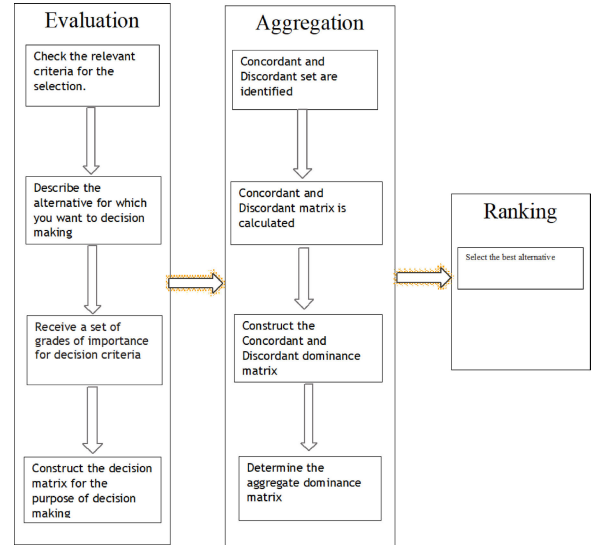 Evaluation
Check the relevant
criteria for the
selection.
Describe the
alternative for which
you want to decision
making
Receive a set of
grades of importance
for decision criteria
Construct the decision
matrix for the
purpose of decision
making
Aggregation
Concordant and
Discordant set are
identified
Concordant and
Discordant matrix is
calculated
Construct the
Concordant and
Discordant dominance
matrix
Determine the
aggregate dominance
matrix
Ranking
Select the best alternative